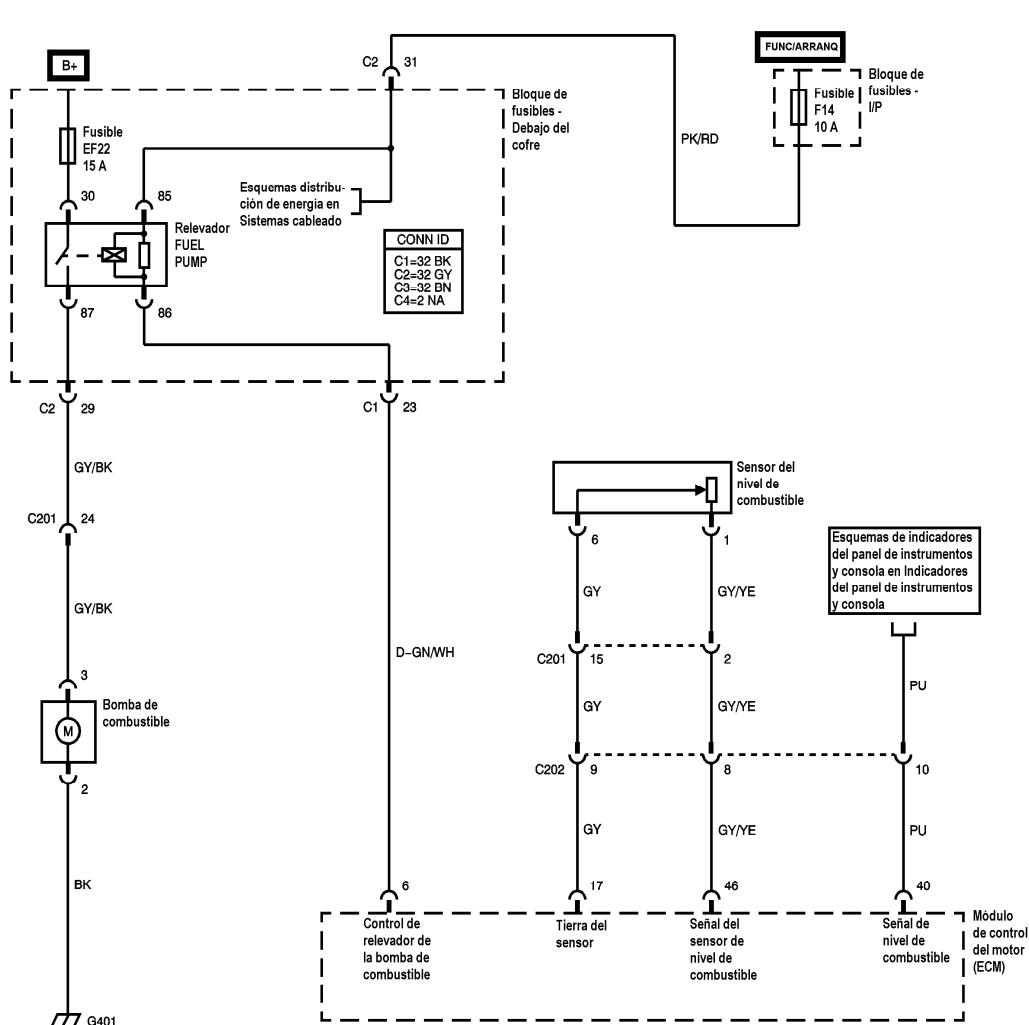 FUNC/ARRANQ
B+
C2
31
Bloque de
fusibles -
I/P
Fusible
F14
10 A
Bloque de
fusibles -
Debajo del
cofre
Fusible
EF22
15 A
PK/RD
30
85
Esquemas distribu-
ción de energía en
Sistemas cableado
Relevador
FUEL
PUMP
CONN ID
C1=32 BK
C2=32 GY
C3=32 BN
C4=2 NA
87
86
C2
29
C1
23
GY/BK
C201
24
GY/BK
3
Bomba de
combustible
M
2
BK
G401
D-GN/WH
Sensor del
nivel de
combustible
6
1
GY
GY/YE
C201
15
2
GY
GY/YE
Esquemas de indicadores
del panel de instrumentos
y consola en Indicadores
del panel de instrumentos
y consola
PU
C202
9
8
10
GY
GY/YE
PU
6
17
46
40
Control de
relevador de
la bomba de
combustible
Tierra del
sensor
Señal del
sensor de
nivel de
combustible
Señal de
nivel de
combustible
Módulo
de control
del motor
(ECM)